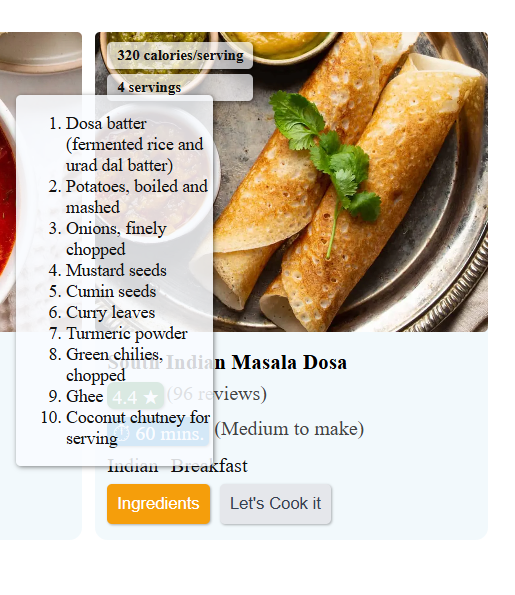 320 calories/serving
4 servings
1. Dosa batter
(fermented rice and
urad dal batter)
2. Potatoes, boiled and
mashed
3. Onions, finely
chopped
4. Mustard seeds
5. Cumin seeds
6. Curry leaves
7. Turmeric powder
8. Green chilies,
chopped
9. Ghee
10. Coconut chutney for
serving
South Indian Masala Dosa
4.4 ★ (96 reviews)
⏱ 60 mins. (Medium to make)
Indian Breakfast
Ingredients Let's Cook it